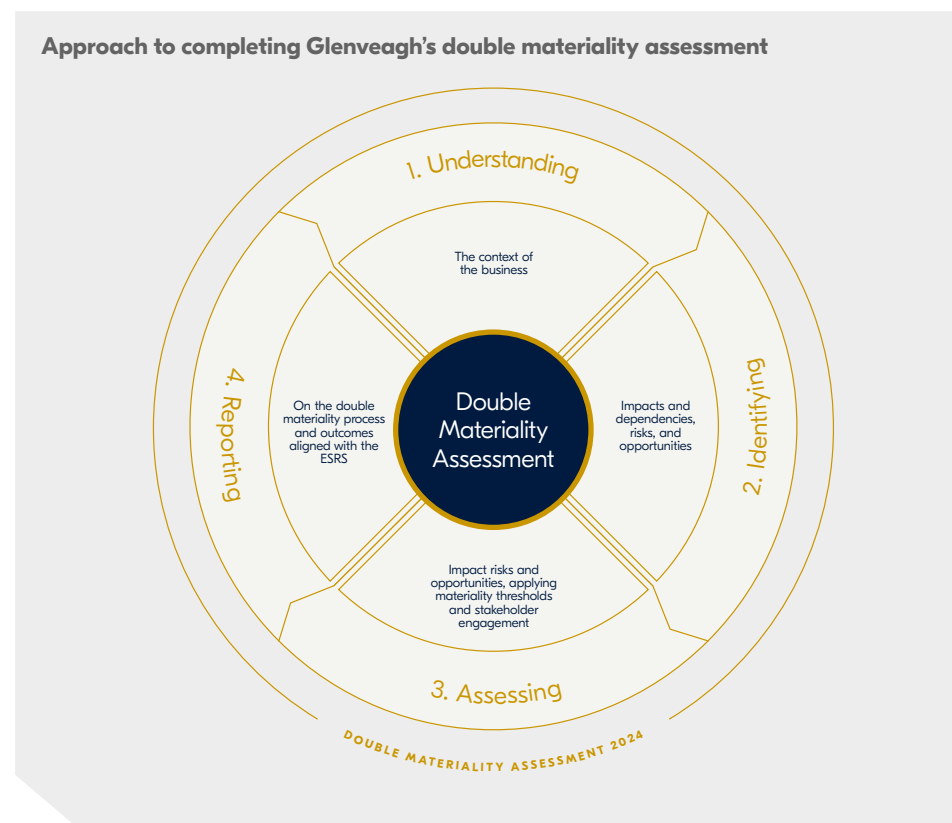 Approach to completing Glenveagh's double materiality assessment
1. Understanding
The context of
the business
2. Identifying
Impacts and
dependencies,
risks, and
opportunities
3. Assessing
Impact risks and
opportunities, applying
materiality thresholds
and stakeholder
engagement
4. Reporting
On the double
materiality process
and outcomes
aligned with the
ESRS
Double
Materiality
Assessment
DOUBLE MATERIALITY ASSESSMENT 2024